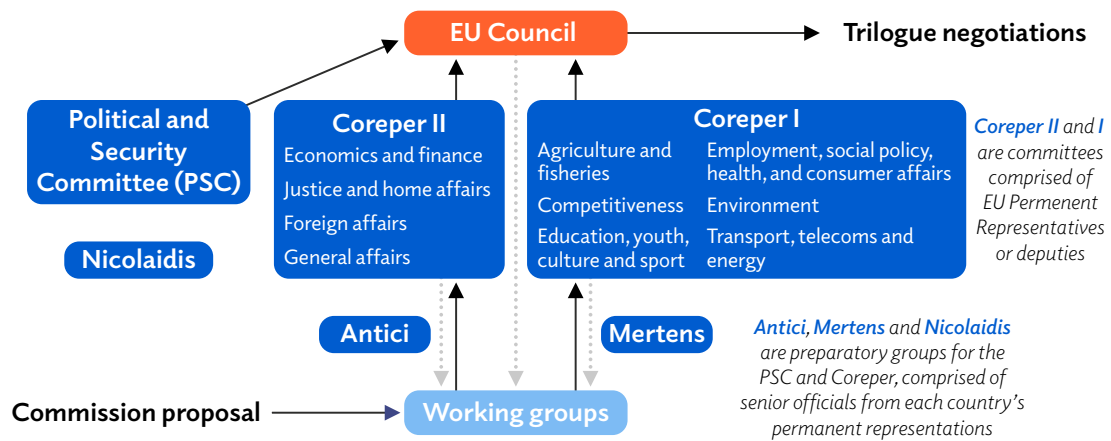 EU Council
Trilogue negotiations
Political and
Security
Committee (PSC)
Nicolaidis
Coreper II
Economics and finance
Justice and home affairs
Foreign affairs
General affairs
Coreper I
Agriculture and
fisheries
Competitiveness
Education, youth,
culture and sport
Employment, social policy,
health, and consumer affairs
Environment
Transport, telecoms and
energy
Coreper II and I
are committees
comprised of
EU Permenent
Representatives
or deputies
Antici
Mertens
Antici, Mertens and Nicolaidis
are preparatory groups for the
PSC and Coreper, comprised of
senior officials from each country's
permanent representations
Commission proposal
Working groups